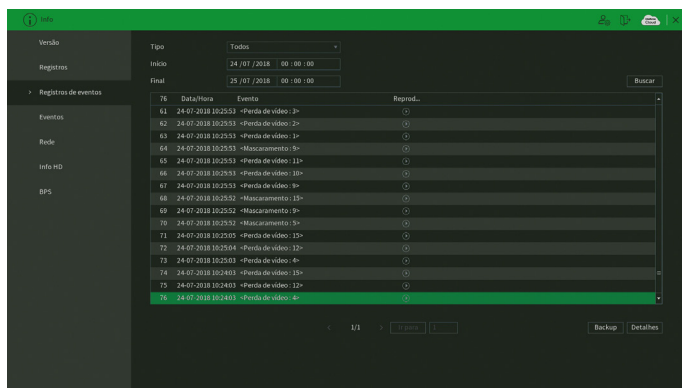 Info
Online Cloud
Versão
Registros
Registros de eventos
Eventos
Rede
Info HD
BPS
Tipo Todos
Início 24 /07 /2018 00 : 00 : 00
Final 25 /07 /2018 00 : 00 : 00
Buscar
76 Data/Hora Evento Reprod...
61 24-07-2018 10:25:53 <Perda de vídeo : 3>
62 24-07-2018 10:25:53 <Perda de vídeo : 2>
63 24-07-2018 10:25:53 <Perda de vídeo : 1>
64 24-07-2018 10:25:53 <Mascaramento : 9>
65 24-07-2018 10:25:53 <Perda de vídeo : 11>
66 24-07-2018 10:25:53 <Perda de vídeo : 10>
67 24-07-2018 10:25:53 <Perda de vídeo : 9>
68 24-07-2018 10:25:52 <Mascaramento : 15>
69 24-07-2018 10:25:52 <Mascaramento : 9>
70 24-07-2018 10:25:52 <Mascaramento : 5>
71 24-07-2018 10:25:05 <Perda de vídeo : 15>
72 24-07-2018 10:25:04 <Perda de vídeo : 12>
73 24-07-2018 10:25:03 <Perda de vídeo : 4>
74 24-07-2018 10:24:03 <Perda de vídeo : 15>
75 24-07-2018 10:24:03 <Perda de vídeo : 12>
76 24-07-2018 10:24:03 <Perda de vídeo : 4>
1/1 Ir para 1
Backup Detalhes